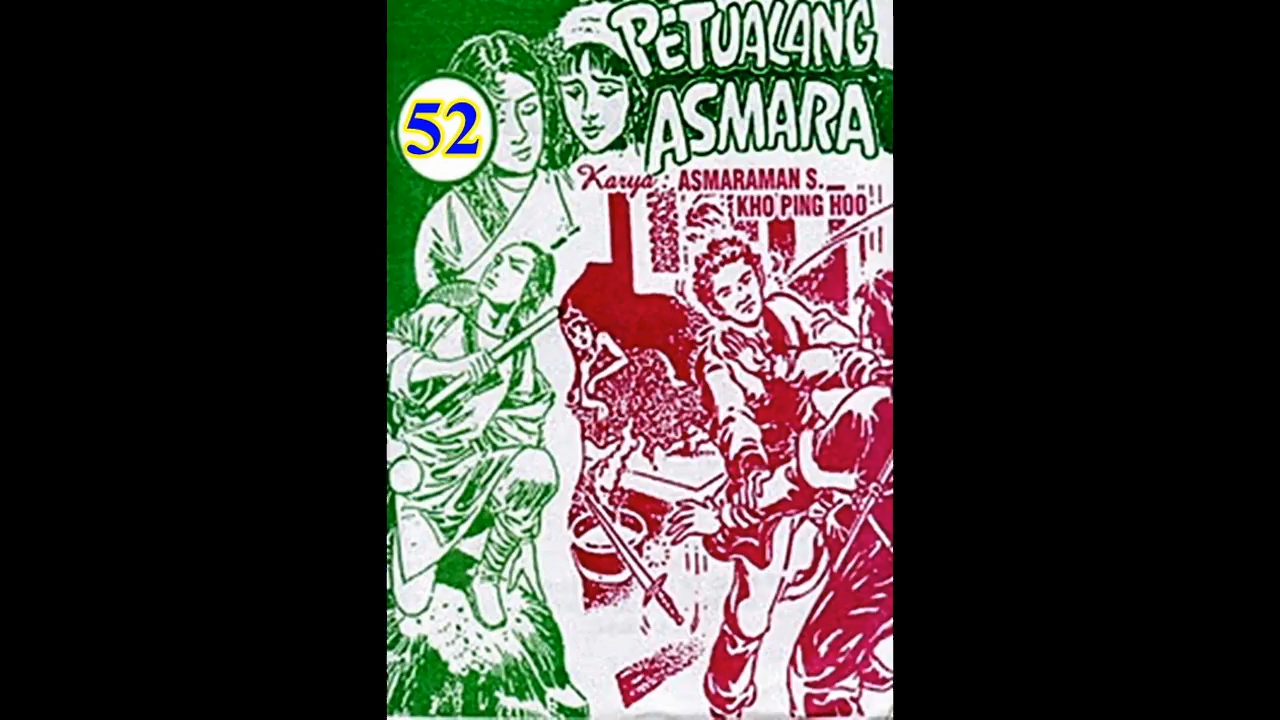 PETUALANG
ASMARA
52
Karya : ASMARAMAN S.
KHO PING HOO